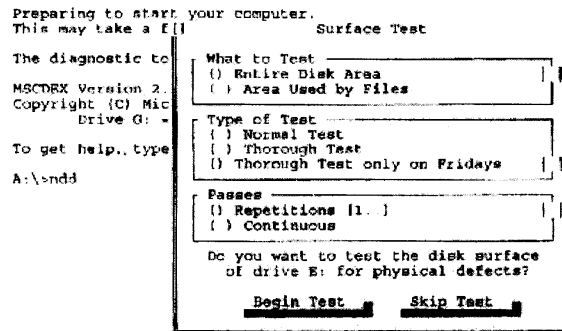 Preparing to start your computer.
This may take a f
The diagnostic to
MSCDEX Version 2.
Copyright (C) Mic
Drive G: =
To get help, type
A:\>ndd
Surface Test
What to Test
() Entire Disk Area
( ) Area Used by Files
Type of Test
( ) Normal Test
( ) Thorough Test
() Thorough Test only on Fridays
Passes
() Repetitions [1..]
( ) Continuous
Do you want to test the disk surface
of drive E: for physical defects?
Begin Test
Skip Test